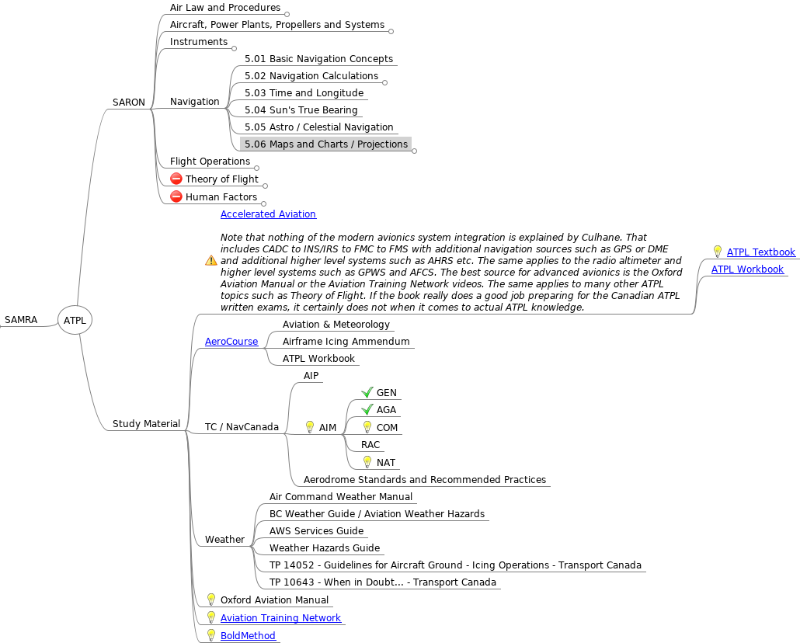 Air Law and Procedures
Aircraft, Power Plants, Propellers and Systems
Instruments
5.01 Basic Navigation Concepts
5.02 Navigation Calculations
5.03 Time and Longitude
SARON
Navigation
5.04 Sun's True Bearing
5.05 Astro / Celestial Navigation
5.06 Maps and Charts / Projections
Flight Operations
Theory of Flight
Human Factors
Accelerated Aviation
Note that nothing of the modern avionics system integration is explained by Culhane. That
includes CADC to INS/IRS to FMC to FMS with additional navigation sources such as GPS or DME
and additional higher level systems such as AHRS etc. The same applies to the radio altimeter and
higher level systems such as GPWS and AFCS. The best source for advanced avionics is the Oxford
Aviation Manual or the Aviation Training Network videos. The same applies to many other ATPL
topics such as Theory of Flight. If the book really does a good job preparing for the Canadian ATPL
written exams, it certainly does not when it comes to actual ATPL knowledge.
ATPL Textbook
ATPL Workbook
SAMRA
ATPL
Aviation & Meteorology
AeroCourse
Airframe Icing Ammendum
ATPL Workbook
AIP
GEN
AGA
Study Material
TC / NavCanada
AIM
COM
RAC
NAT
Aerodrome Standards and Recommended Practices
Air Command Weather Manual
BC Weather Guide / Aviation Weather Hazards
AWS Services Guide
Weather
Weather Hazards Guide
TP 14052 - Guidelines for Aircraft Ground - Icing Operations - Transport Canada
TP 10643 - When in Doubt... - Transport Canada
Oxford Aviation Manual
Aviation Training Network
BoldMethod